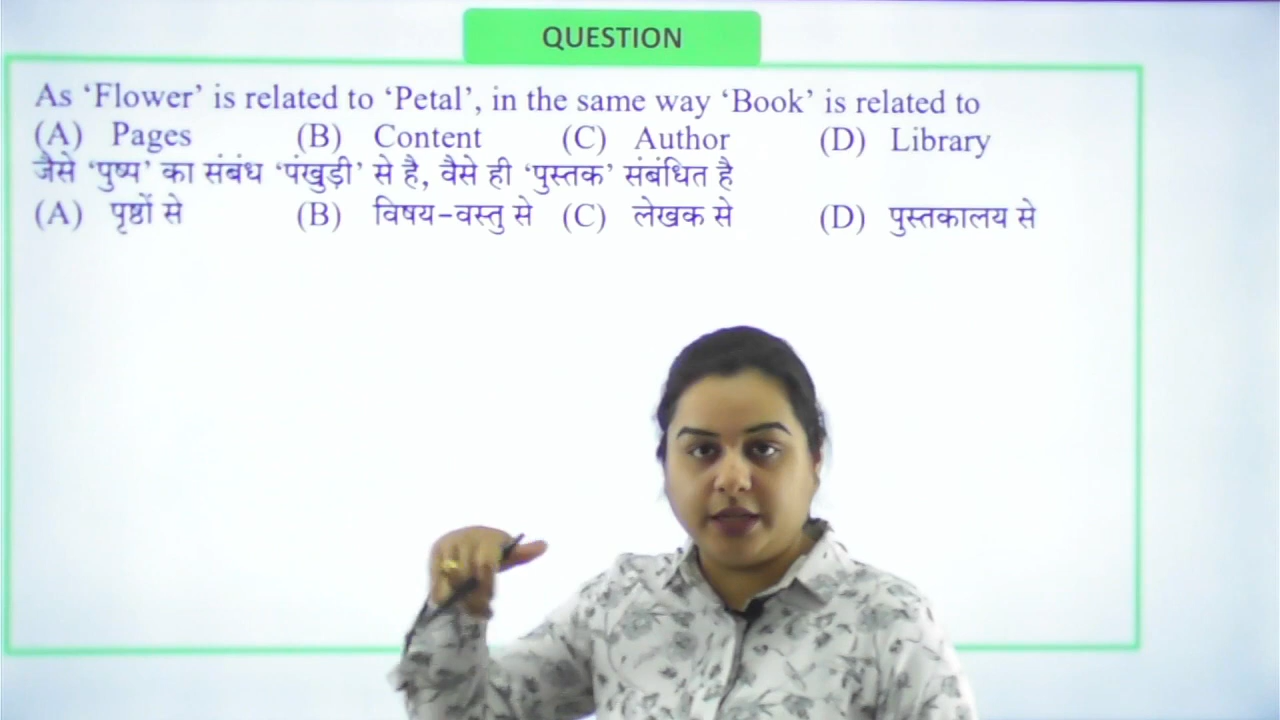 QUESTION
As ‘Flower’ is related to ‘Petal’, in the same way ‘Book’ is related to
(A) Pages (B) Content (C) Author (D) Library
जैसे ‘पुष्प’ का संबंध ‘पंखुड़ी’ से है, वैसे ही ‘पुस्तक’ संबंधित है
(A) पृष्ठों से (B) विषय-वस्तु से (C) लेखक से (D) पुस्तकालय से